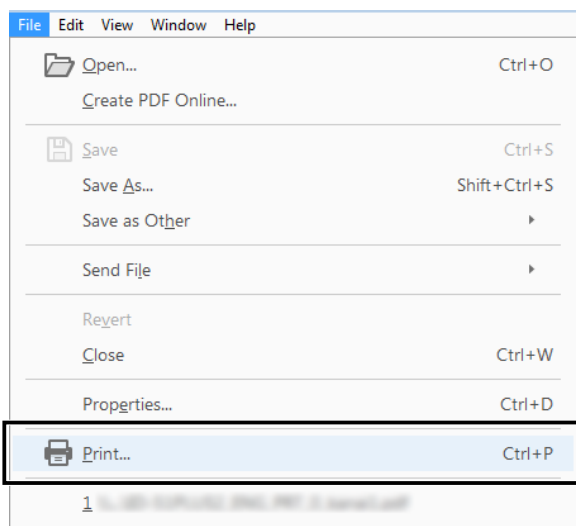 File Edit View Window Help
Open... Ctrl+O
Create PDF Online...
Save Ctrl+S
Save As... Shift+Ctrl+S
Save as Other
Send File
Revert
Close Ctrl+W
Properties... Ctrl+D
Print... Ctrl+P
1